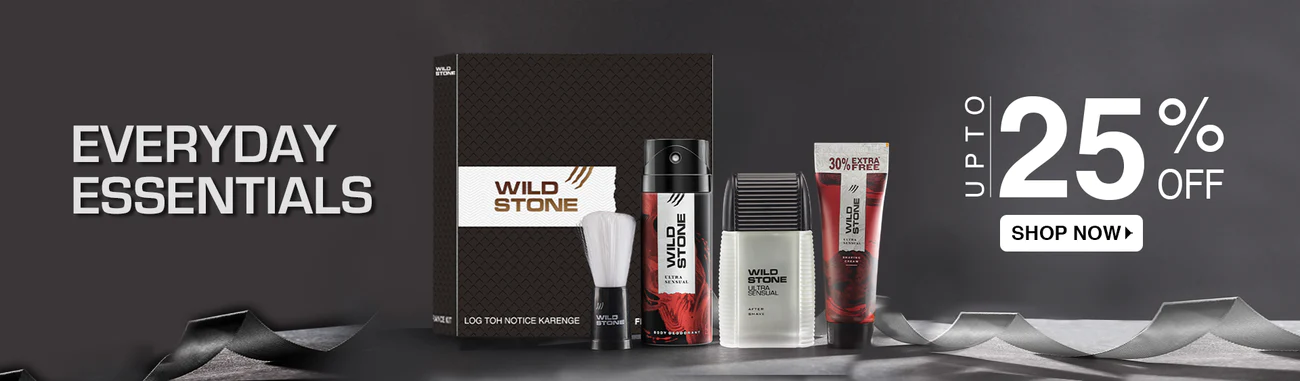 EVERYDAY
ESSENTIALS
WILD
STONE
WILD
STONE
LOG TOH NOTICE KARENGE
WILD
STONE
WILD
STONE
ULTRA
SENSUAL
BODY DEODORANT
WILD
STONE
ULTRA
SENSUAL
AFTER
SHAVE
30% EXTRA
FREE
WILD
STONE
ULTRA
SENSUAL
SHAVING
CREAM
UPTO
25%
OFF
SHOP NOW